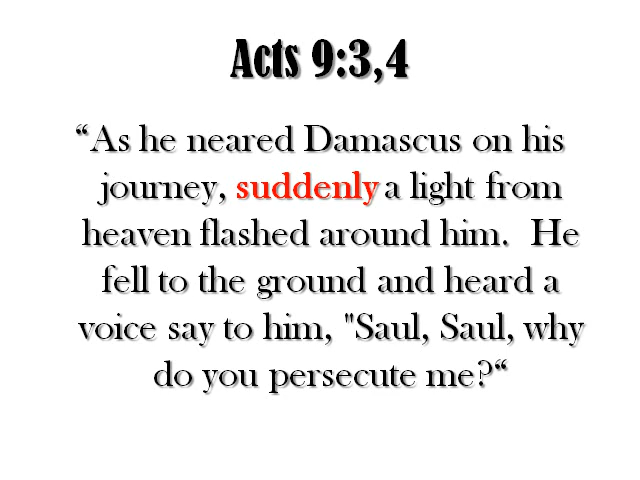 Acts 9:3,4
“As he neared Damascus on his
journey, suddenly a light from
heaven flashed around him.  He
fell to the ground and heard a
voice say to him, "Saul, Saul, why
do you persecute me?“